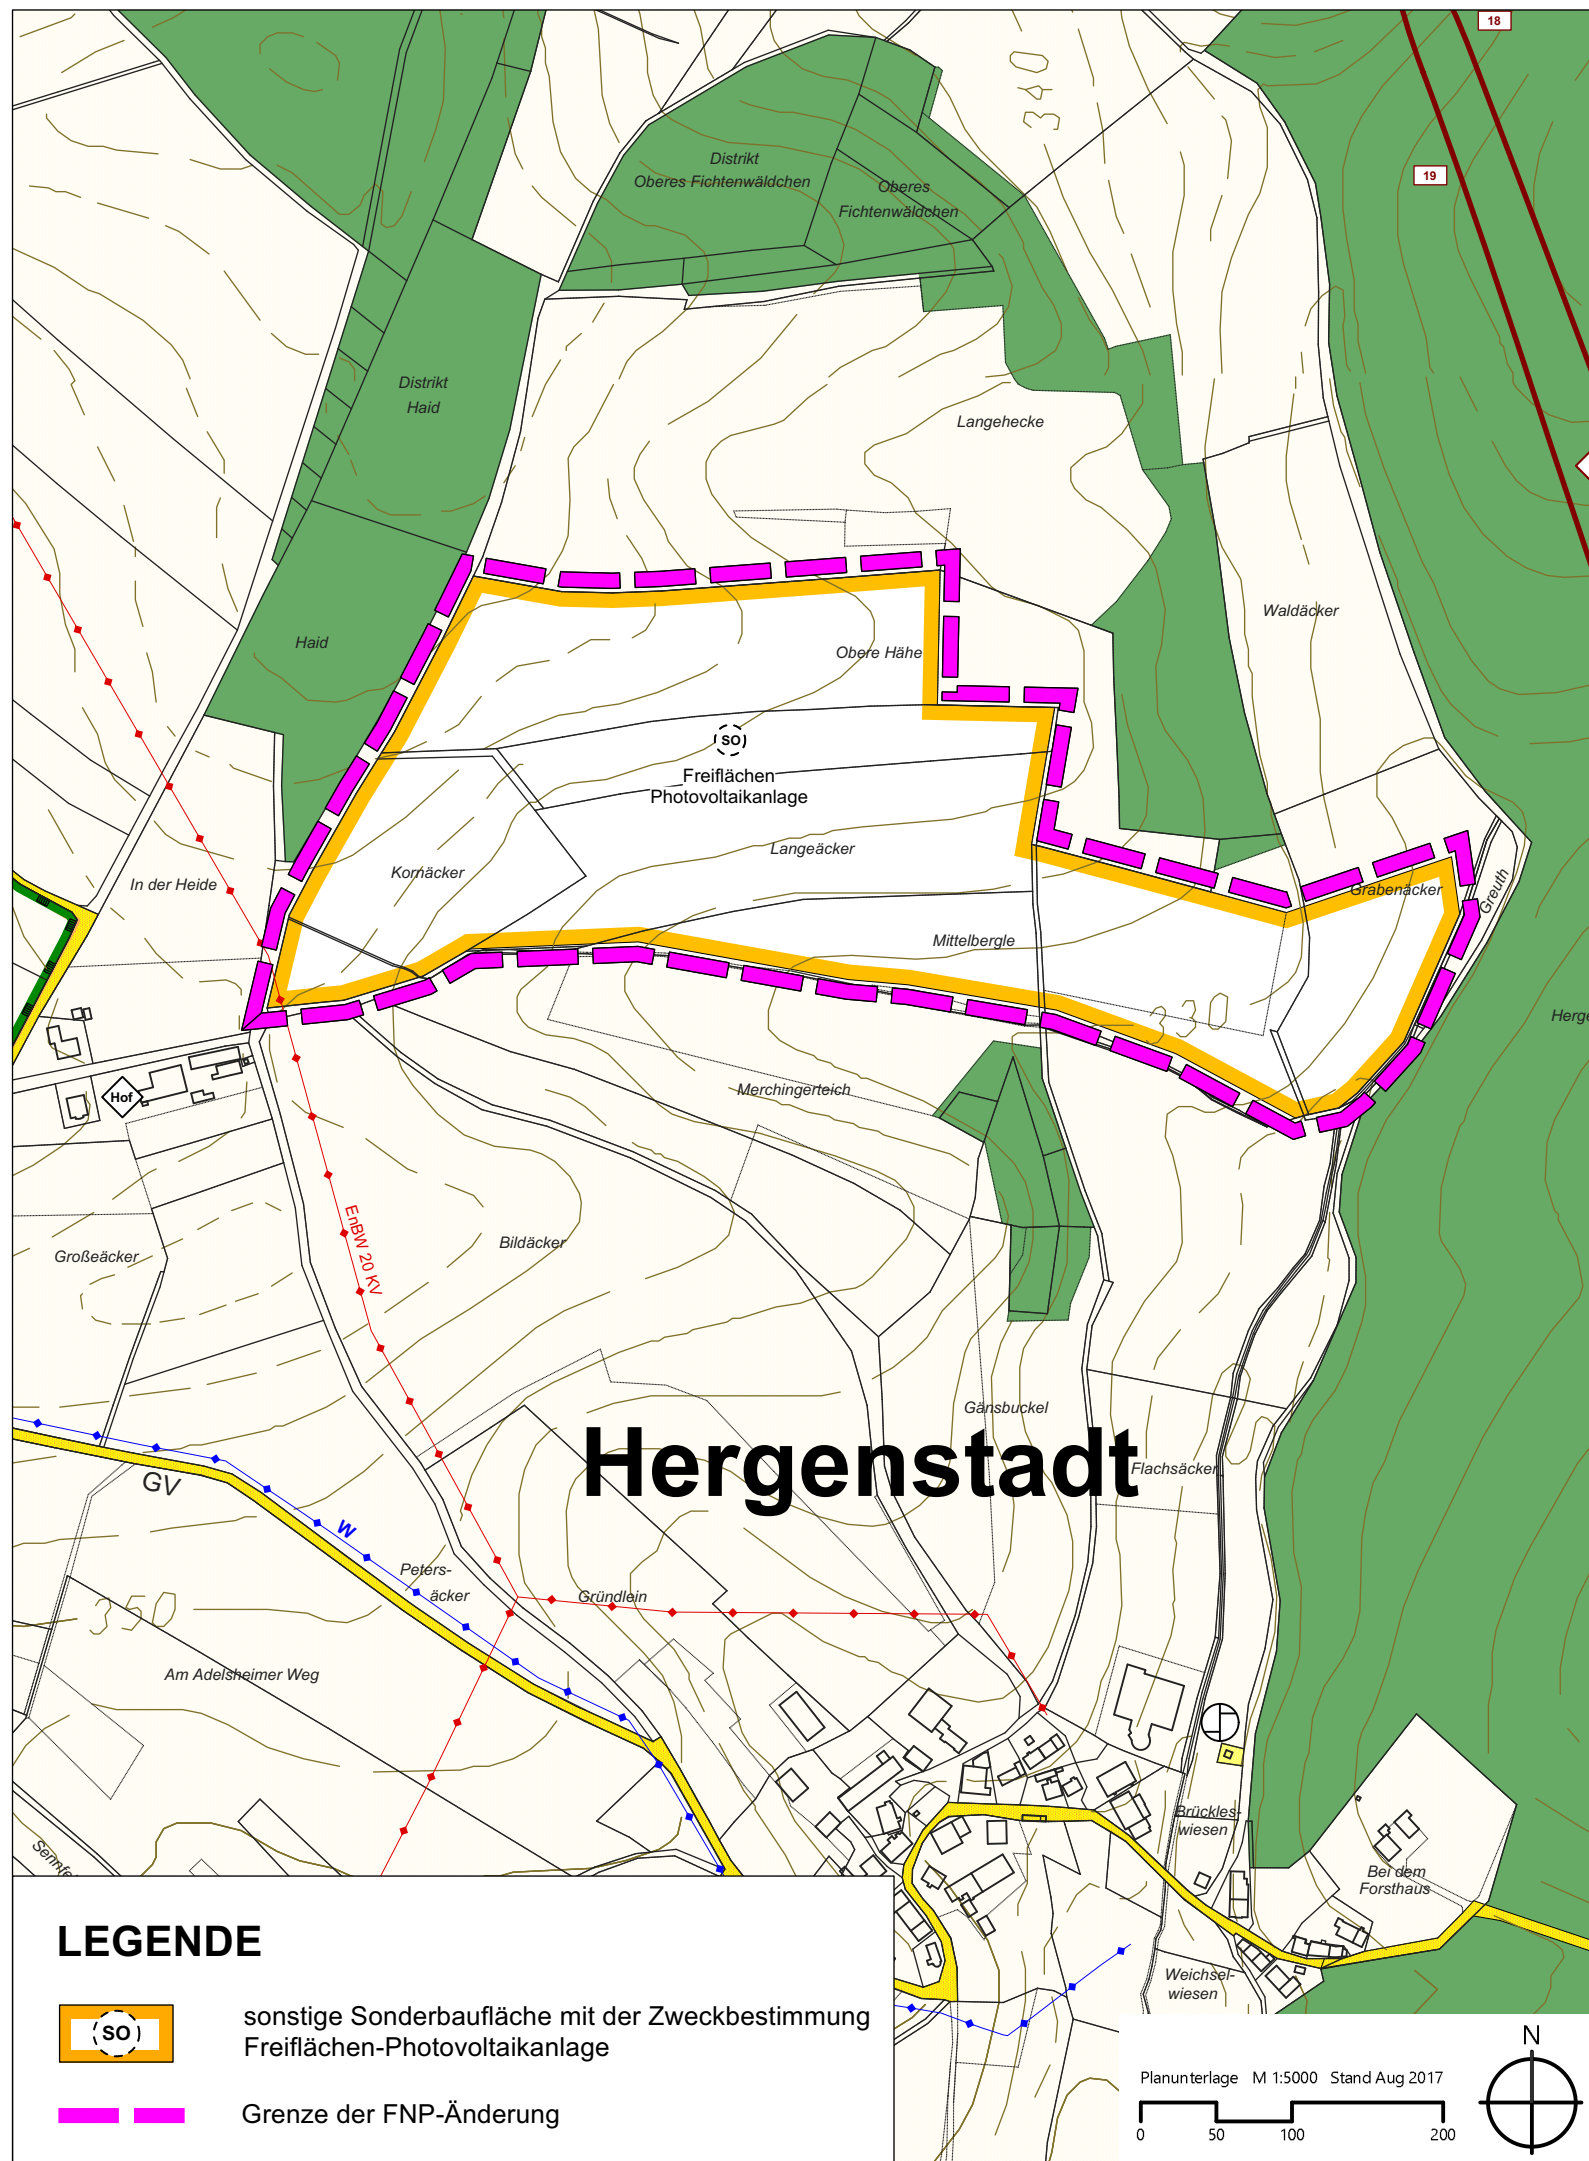 18
340
19
Distrikt
Oberes Fichtenwäldchen
Oberes
Fichtenwäldchen
Distrikt
Haid
Langehecke
Waldäcker
Haid
Obere Hähe
SO
Freiflächen
Photovoltaikanlage
Langeäcker
Kornäcker
In der Heide
Grabenäcker
Greuth
Mittelbergle
330
Herge
Hof
Merchingerteich
EnBW 20 KV
Großeäcker
Bildäcker
Gänsbuckel
Hergenstadt
Flachsäcker
GV
W
Peters-
äcker
Gründlein
350
Am Adelsheimer Weg
Brückles-
wiesen
Bei dem
Forsthaus
Weichsel-
wiesen
LEGENDE
SO
sonstige Sonderbaufläche mit der Zweckbestimmung
Freiflächen-Photovoltaikanlage
Grenze der FNP-Änderung
N
Planunterlage M 1:5000 Stand Aug 2017
0 50 100 200